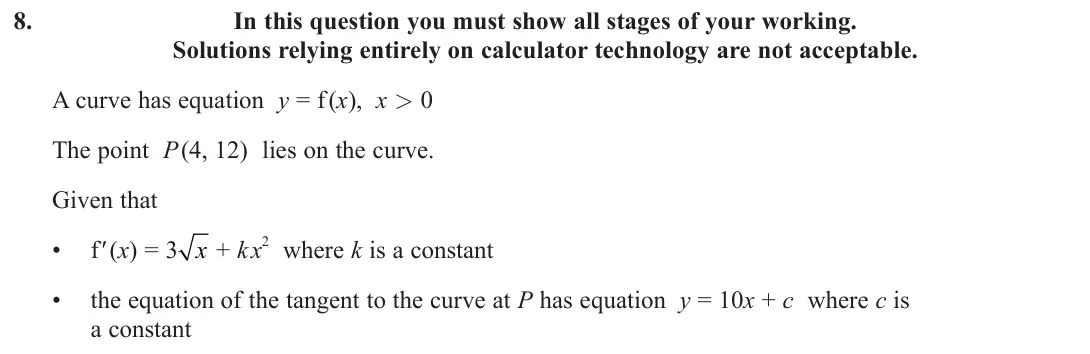 8. In this question you must show all stages of your working.
Solutions relying entirely on calculator technology are not acceptable.
A curve has equation y = f(x), x > 0
The point P(4, 12) lies on the curve.
Given that
• f′(x) = 3√x + kx² where k is a constant
• the equation of the tangent to the curve at P has equation y = 10x + c where c is
a constant